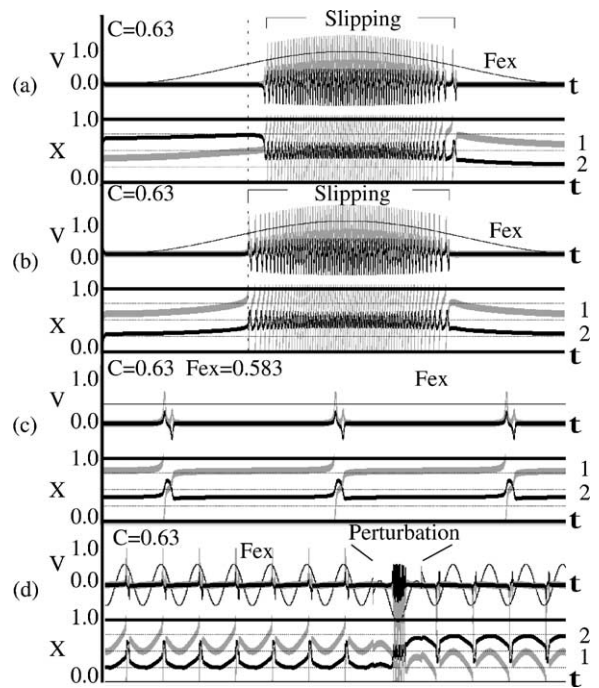 C=0.63
Slipping
V 1.0
Fex
0.0
t
(a)
1.0
X
1
2
0.0
t
C=0.63
Slipping
V 1.0
Fex
0.0
t
(b)
1.0
X
1
2
0.0
t
C=0.63 Fex=0.583
Fex
V 1.0
0.0
t
(c)
1.0
X
1
2
0.0
t
C=0.63
Perturbation
V 1.0
Fex
0.0
t
(d)
1.0
X
2
1
0.0
t